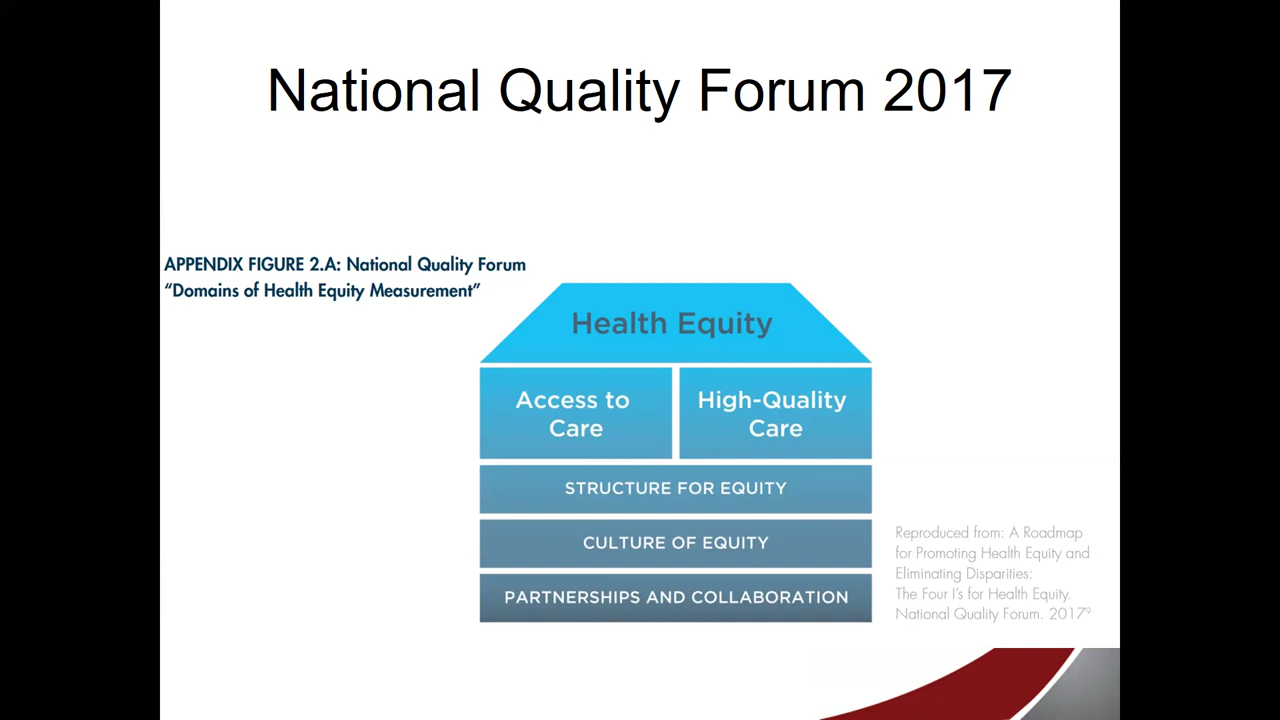 National Quality Forum 2017
APPENDIX FIGURE 2.A: National Quality Forum
“Domains of Health Equity Measurement”
Health Equity
Access to
Care
High-Quality
Care
STRUCTURE FOR EQUITY
CULTURE OF EQUITY
PARTNERSHIPS AND COLLABORATION
Reproduced from: A Roadmap
for Promoting Health Equity and
Eliminating Disparities:
The Four I’s for Health Equity.
National Quality Forum. 2017⁹